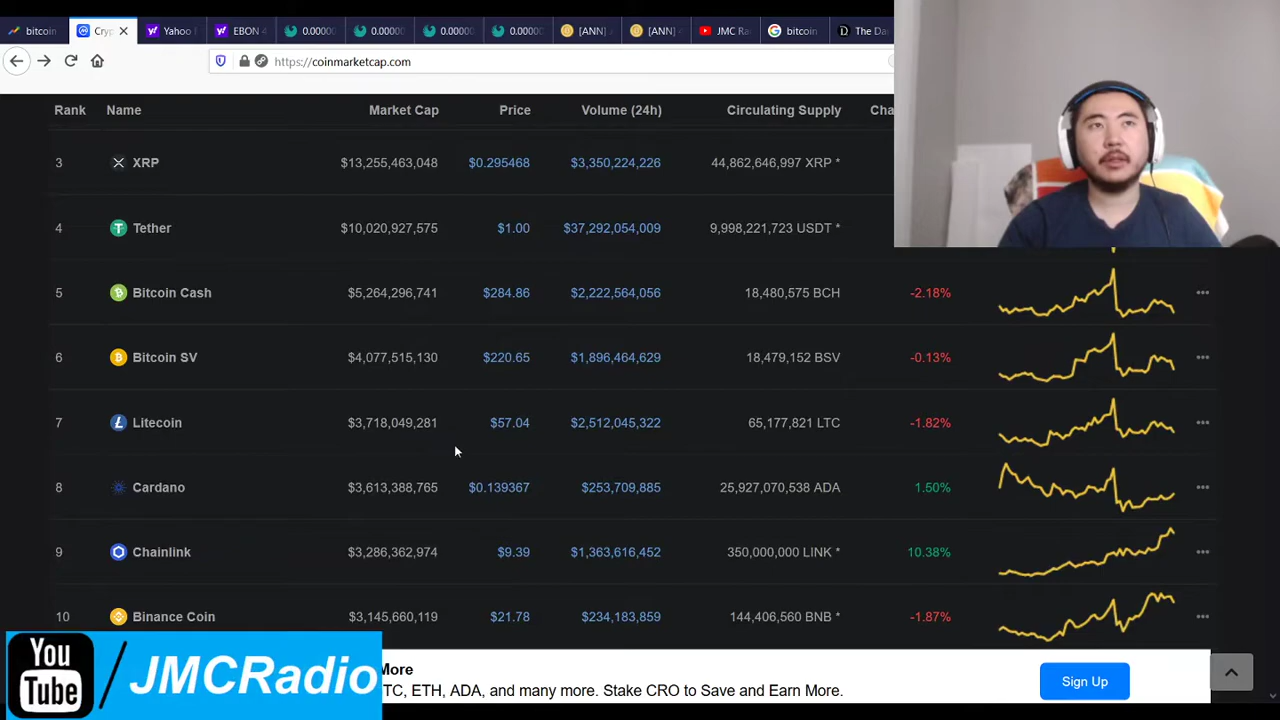 bitcoin
Cryp
Yahoo
EBON 4
0.00000
0.00000
0.00000
0.00000
[ANN]
[ANN]
JMC Ra
bitcoin
The Dai
https://coinmarketcap.com
Rank Name Market Cap Price Volume (24h) Circulating Supply Cha
3 XRP $13,255,463,048 $0.295468 $3,350,224,226 44,862,646,997 XRP *
4 Tether $10,020,927,575 $1.00 $37,292,054,009 9,998,221,723 USDT *
5 Bitcoin Cash $5,264,296,741 $284.86 $2,222,564,056 18,480,575 BCH -2.18%
6 Bitcoin SV $4,077,515,130 $220.65 $1,896,464,629 18,479,152 BSV -0.13%
7 Litecoin $3,718,049,281 $57.04 $2,512,045,322 65,177,821 LTC -1.82%
8 Cardano $3,613,388,765 $0.139367 $253,709,885 25,927,070,538 ADA 1.50%
9 Chainlink $3,286,362,974 $9.39 $1,363,616,452 350,000,000 LINK * 10.38%
10 Binance Coin $3,145,660,119 $21.78 $234,183,859 144,406,560 BNB * -1.87%
More
TC, ETH, ADA, and many more. Stake CRO to Save and Earn More.
Sign Up
You
Tube
/JMCRadio